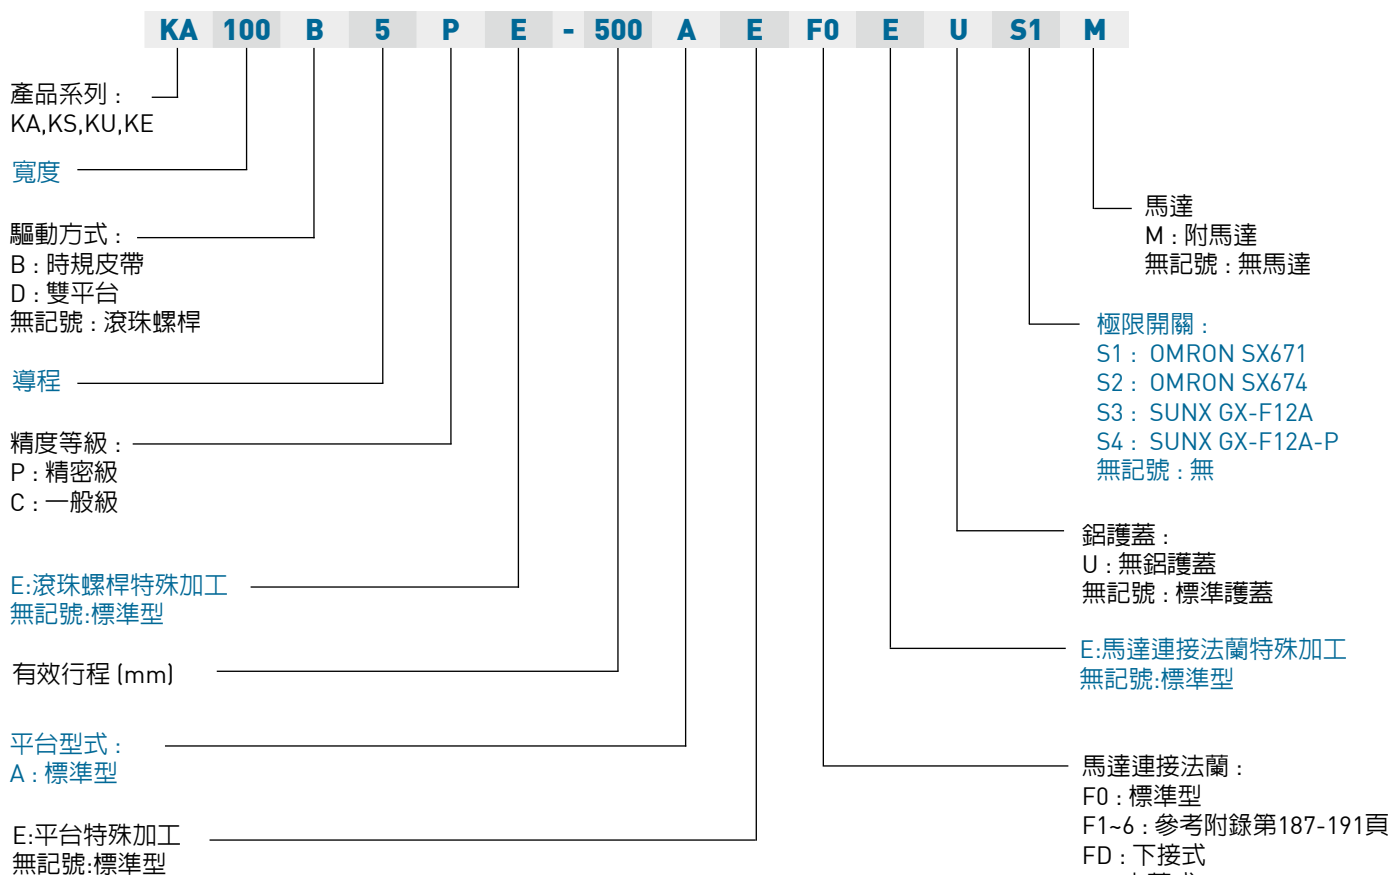 KA 100 B 5 P E - 500 A E F0 E U S1 M
產品系列 :
KA,KS,KU,KE
寬度
驅動方式 :
B : 時規皮帶
D : 雙平台
無記號 : 滾珠螺桿
導程
精度等級 :
P : 精密級
C : 一般級
E:滾珠螺桿特殊加工
無記號:標準型
有效行程 (mm)
平台型式 :
A : 標準型
E:平台特殊加工
無記號:標準型
馬達
M : 附馬達
無記號 : 無馬達
極限開關 :
S1 : OMRON SX671
S2 : OMRON SX674
S3 : SUNX GX-F12A
S4 : SUNX GX-F12A-P
無記號 : 無
鋁護蓋 :
U : 無鋁護蓋
無記號 : 標準護蓋
E:馬達連接法蘭特殊加工
無記號:標準型
馬達連接法蘭 :
F0 : 標準型
F1~6 : 參考附錄第187-191頁
FD : 下接式